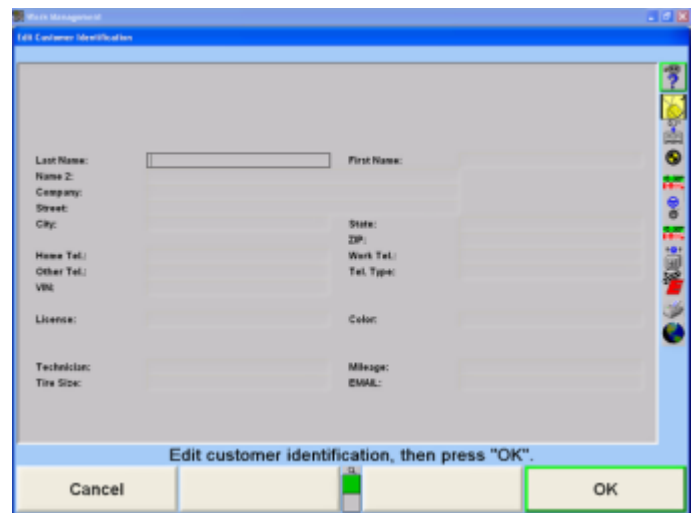 Work Management
Edit Customer Identification
Last Name: First Name:
Name 2:
Company:
Street:
City: State:
ZIP:
Home Tel.: Work Tel.:
Other Tel.: Tel. Type:
VIN:
License: Color:
Technician: Mileage:
Tire Size: EMAIL:
Edit customer identification, then press "OK".
Cancel OK